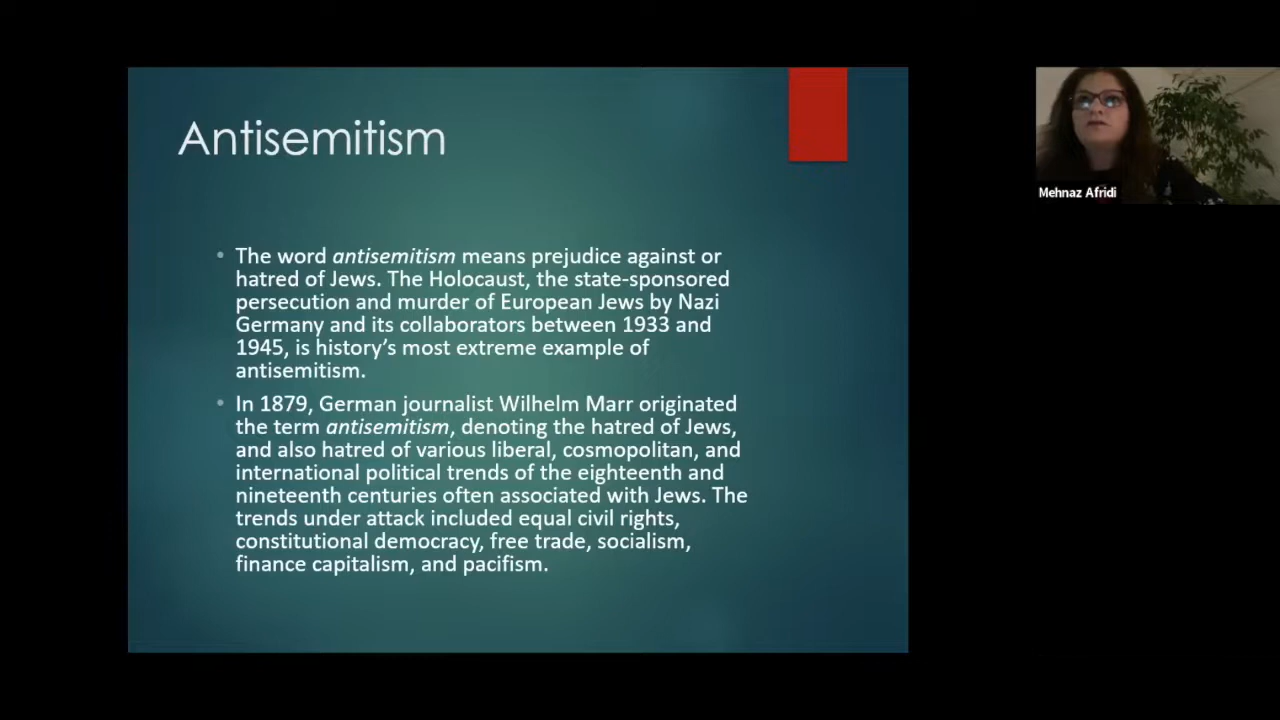 Antisemitism
• The word antisemitism means prejudice against or
hatred of Jews. The Holocaust, the state-sponsored
persecution and murder of European Jews by Nazi
Germany and its collaborators between 1933 and
1945, is history’s most extreme example of
antisemitism.
• In 1879, German journalist Wilhelm Marr originated
the term antisemitism, denoting the hatred of Jews,
and also hatred of various liberal, cosmopolitan, and
international political trends of the eighteenth and
nineteenth centuries often associated with Jews. The
trends under attack included equal civil rights,
constitutional democracy, free trade, socialism,
finance capitalism, and pacifism.
Mehnaz Afridi